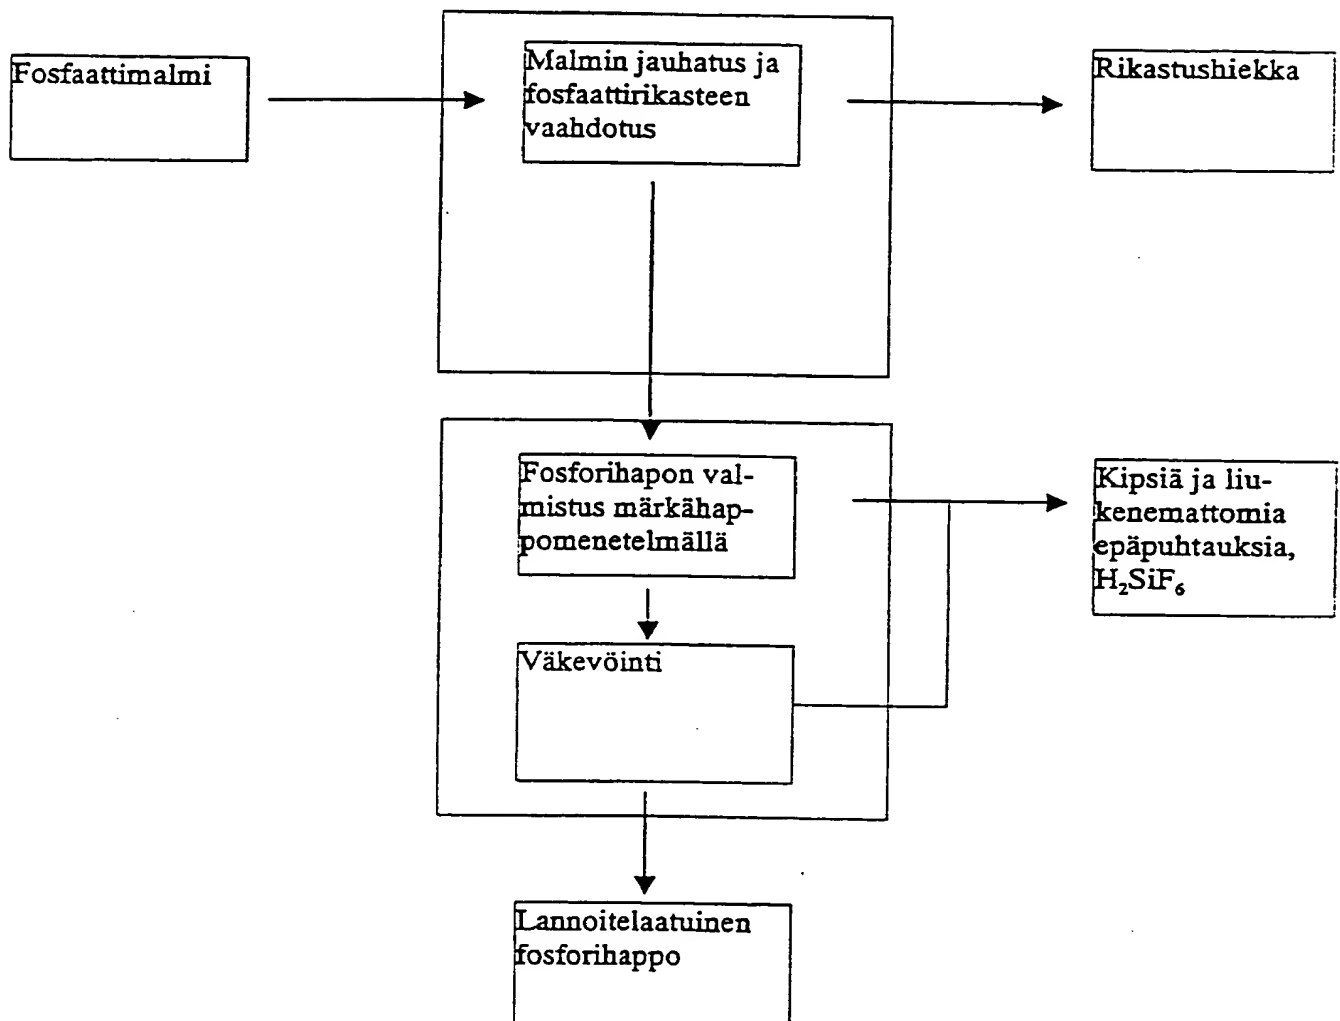 Fosfaattimalmi
Malmin jauhatus ja
fosfaattirikasteen
vaahdotus
Rikastushiekka
Fosforihapon val-
mistus märkähap-
pomenetelmällä
Kipsiä ja liu-
kenemattomia
epäpuhtauksia,
H₂SiF₆
Väkevöinti
Lannoitelaatuinen
fosforihappo